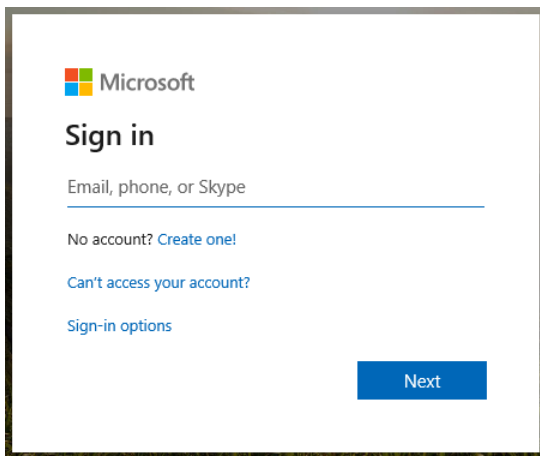 Microsoft
Sign in
Email, phone, or Skype
No account? Create one!
Can't access your account?
Sign-in options
Next